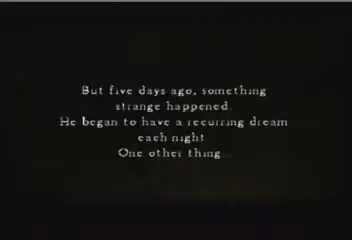 But five days ago, something
strange happened.
He began to have a recurring dream
each night
One other thing...